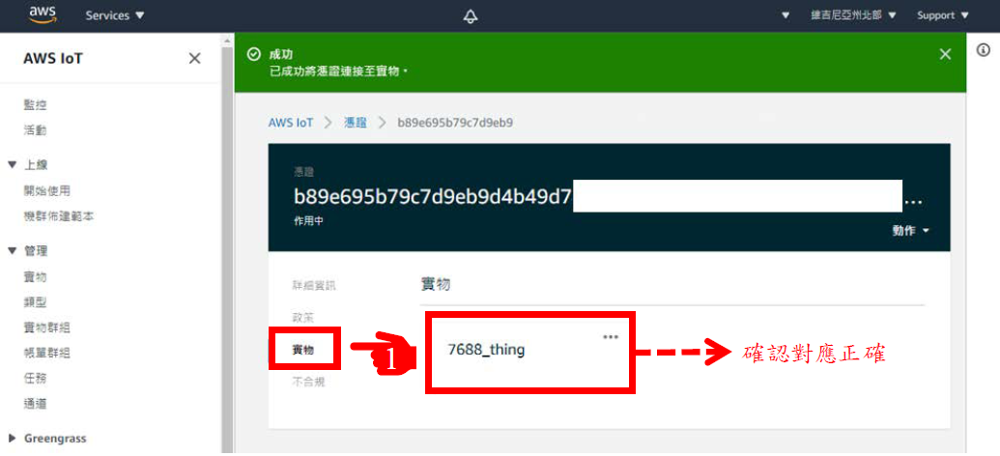 aws
Services
維吉尼亞州北部
Support
AWS IoT
成功
已成功將憑證連接至實物。
監控
活動
上線
開始使用
機群佈建範本
管理
實物
類型
實物群組
帳單群組
任務
通道
Greengrass
AWS IoT > 憑證 > b89e695b79c7d9eb9
憑證
b89e695b79c7d9eb9d4b49d7 ...
作用中
動作
詳細資訊
政策
實物
不合規
實物
7688_thing
1
確認對應正確